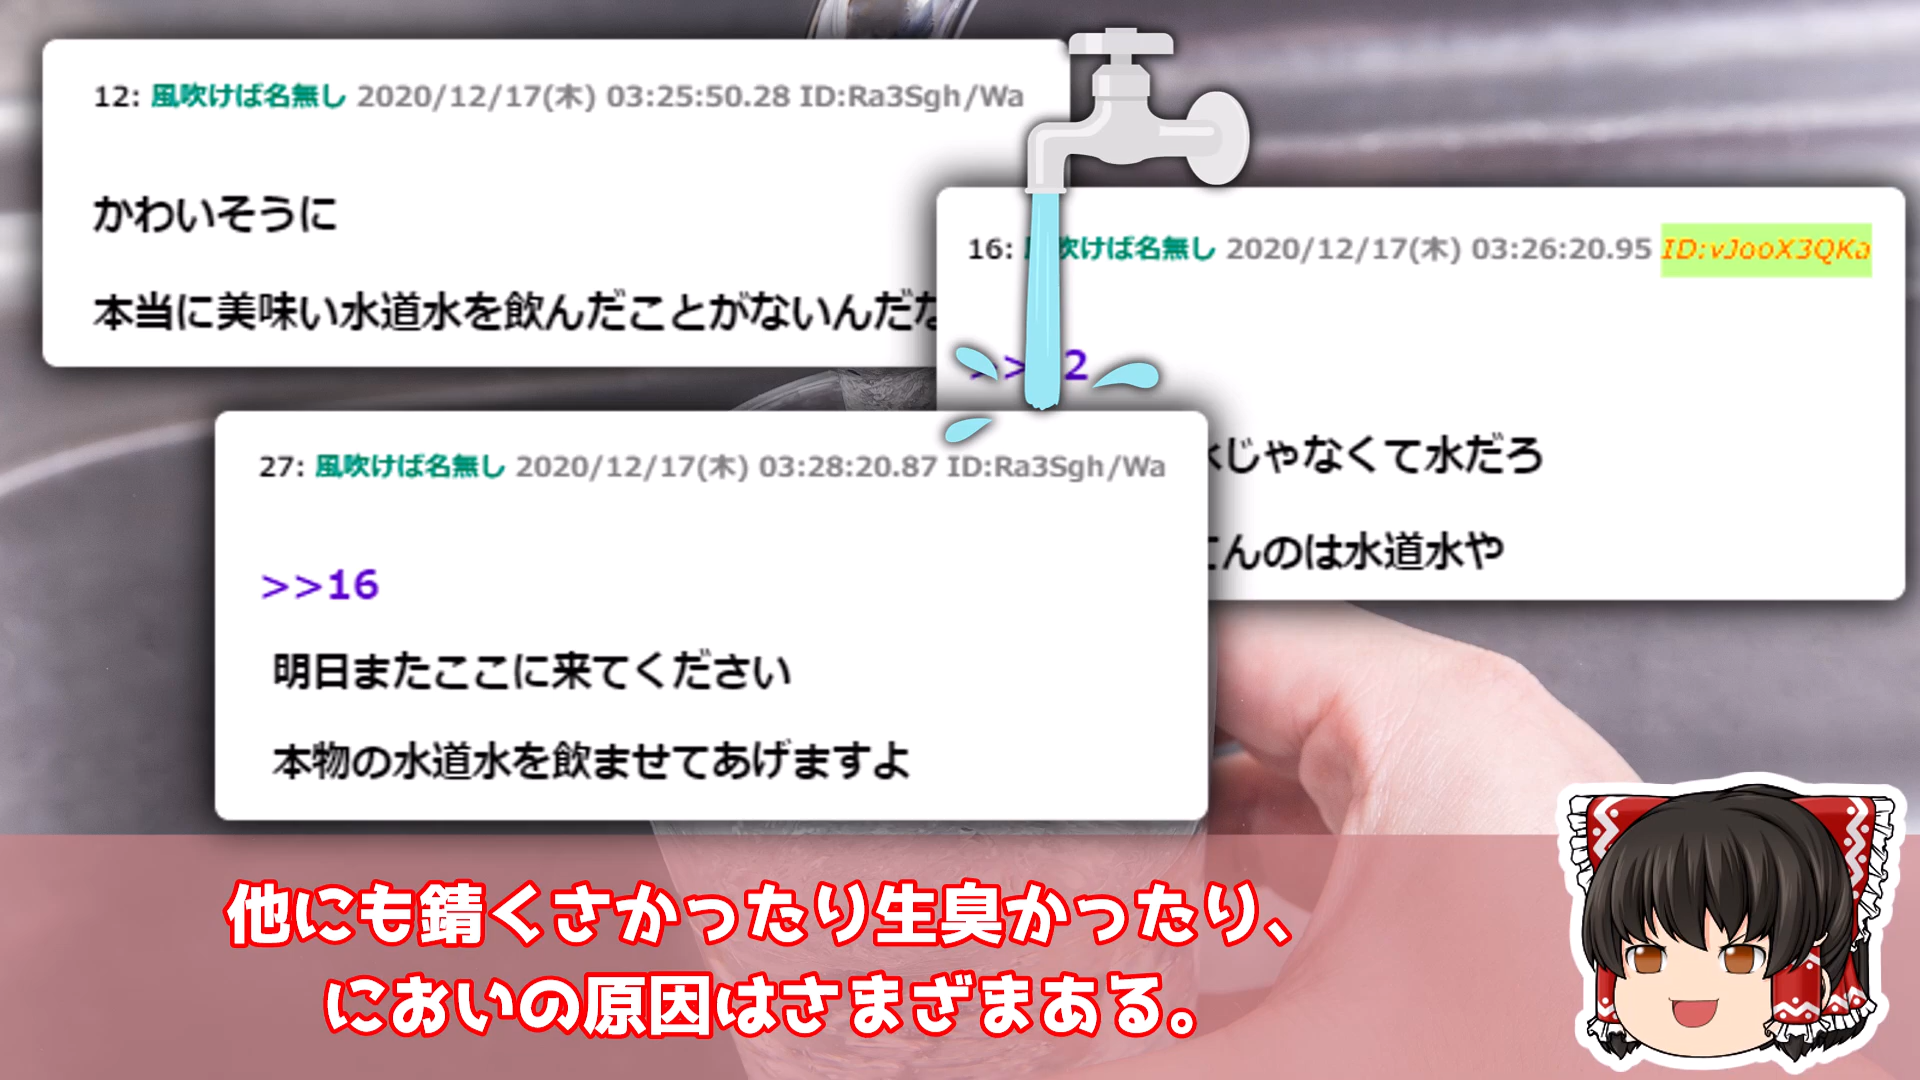 12: 風吹けば名無し 2020/12/17(木) 03:25:50.28 ID:Ra3Sgh/Wa
かわいそうに
本当に美味い水道水を飲んだことがないんだな
16: 風吹けば名無し 2020/12/17(木) 03:26:20.95 ID:vJooX3QKa
>>12
じゃなくて水だろ
んのは水道水や
27: 風吹けば名無し 2020/12/17(木) 03:28:20.87 ID:Ra3Sgh/Wa
>>16
明日またここに来てください
本物の水道水を飲ませてあげますよ
他にも錆くさかったり生臭かったり、
においの原因はさまざまある。